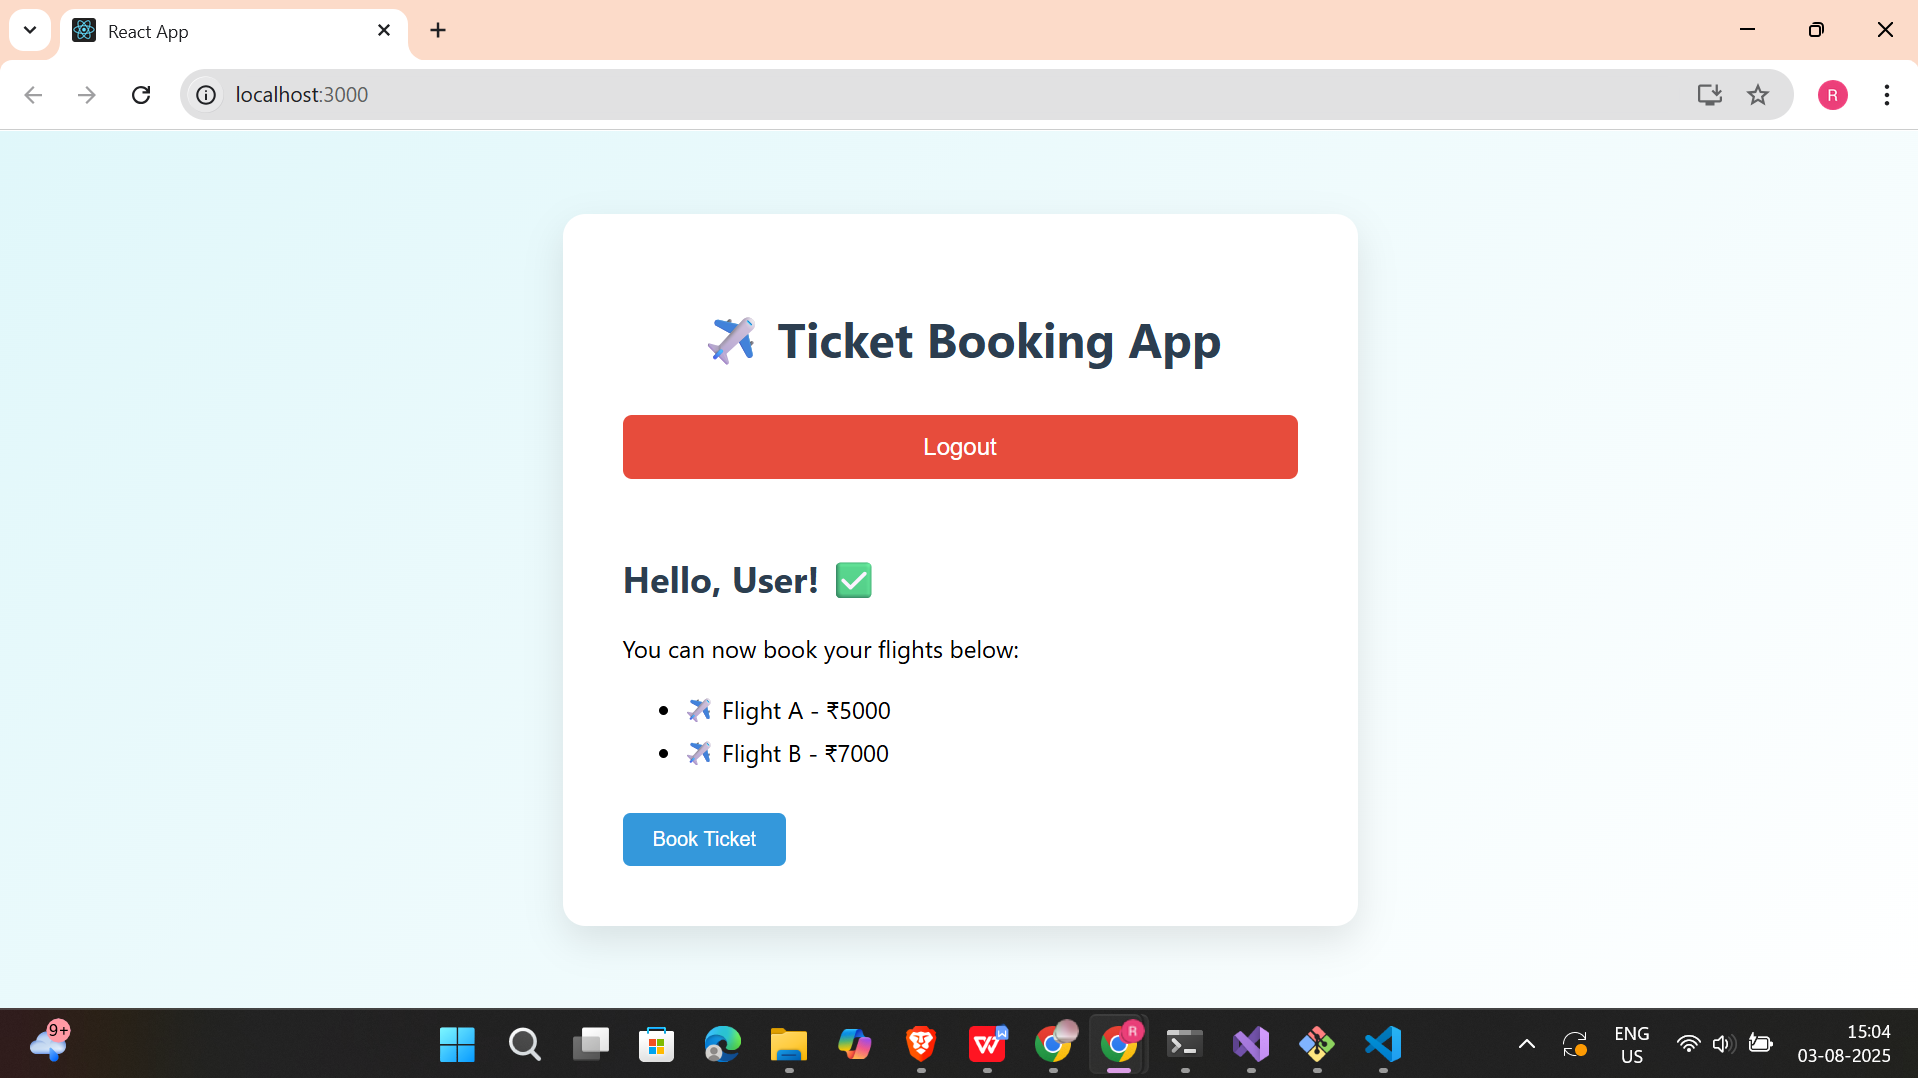 React App
localhost:3000
R
✈️ Ticket Booking App
Logout
Hello, User! ✅
You can now book your flights below:
• ✈️ Flight A - ₹5000
• ✈️ Flight B - ₹7000
Book Ticket
9+
W
R
ENG
US
15:04
03-08-2025